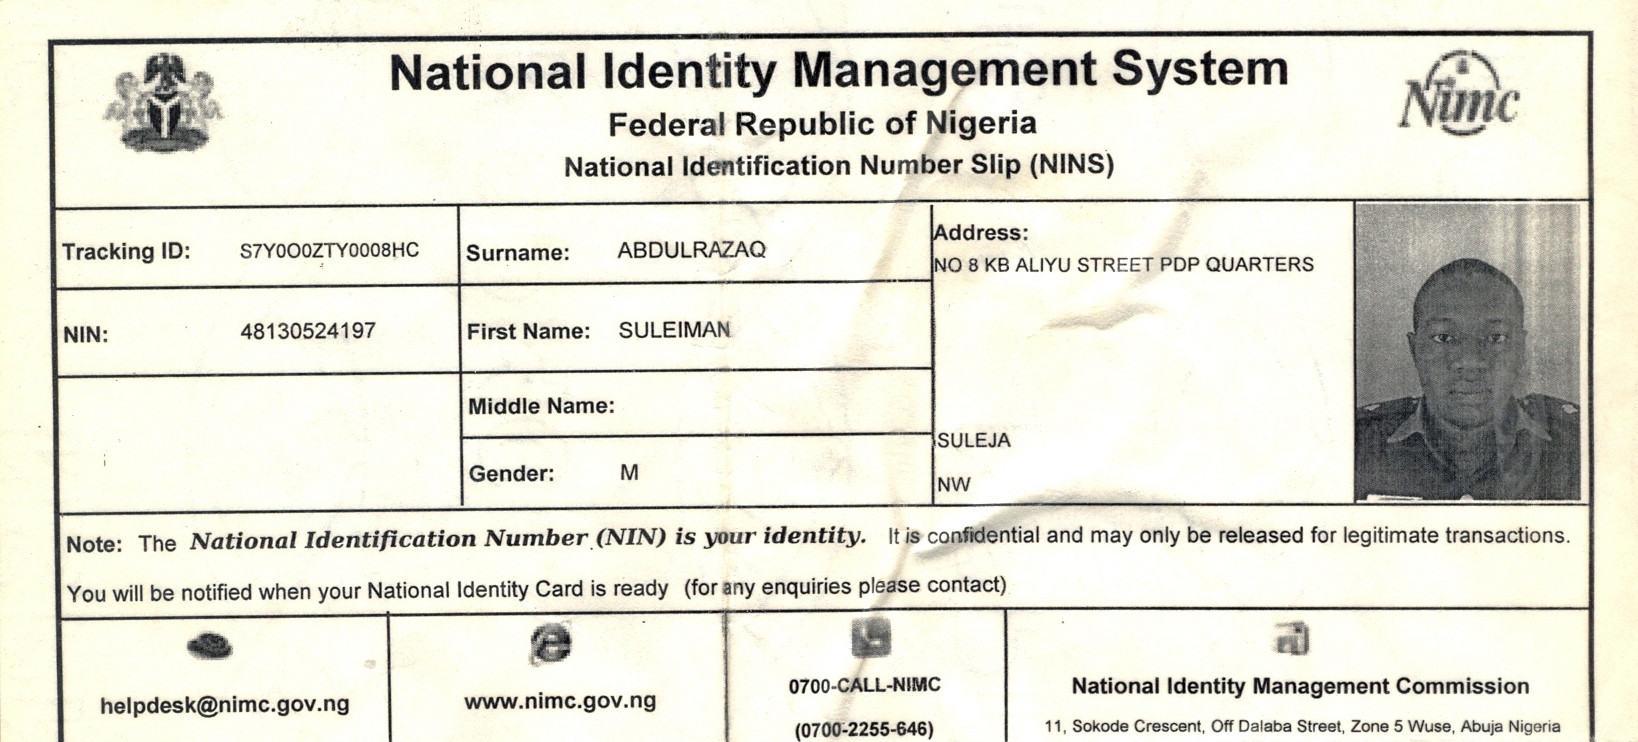 National Identity Management System
Federal Republic of Nigeria
National Identification Number Slip (NINS)
Nimc
Tracking ID: S7Y0O0ZTY0008HC
Surname: ABDULRAZAQ
Address:
NO 8 KB ALIYU STREET PDP QUARTERS
NIN: 48130524197
First Name: SULEIMAN
Middle Name:
SULEJA
Gender: M
NW
Note: The National Identification Number (NIN) is your identity. It is confidential and may only be released for legitimate transactions.
You will be notified when your National Identity Card is ready (for any enquiries please contact)
helpdesk@nimc.gov.ng
www.nimc.gov.ng
0700-CALL-NIMC
(0700-2255-646)
National Identity Management Commission
11, Sokode Crescent, Off Dalaba Street, Zone 5 Wuse, Abuja Nigeria